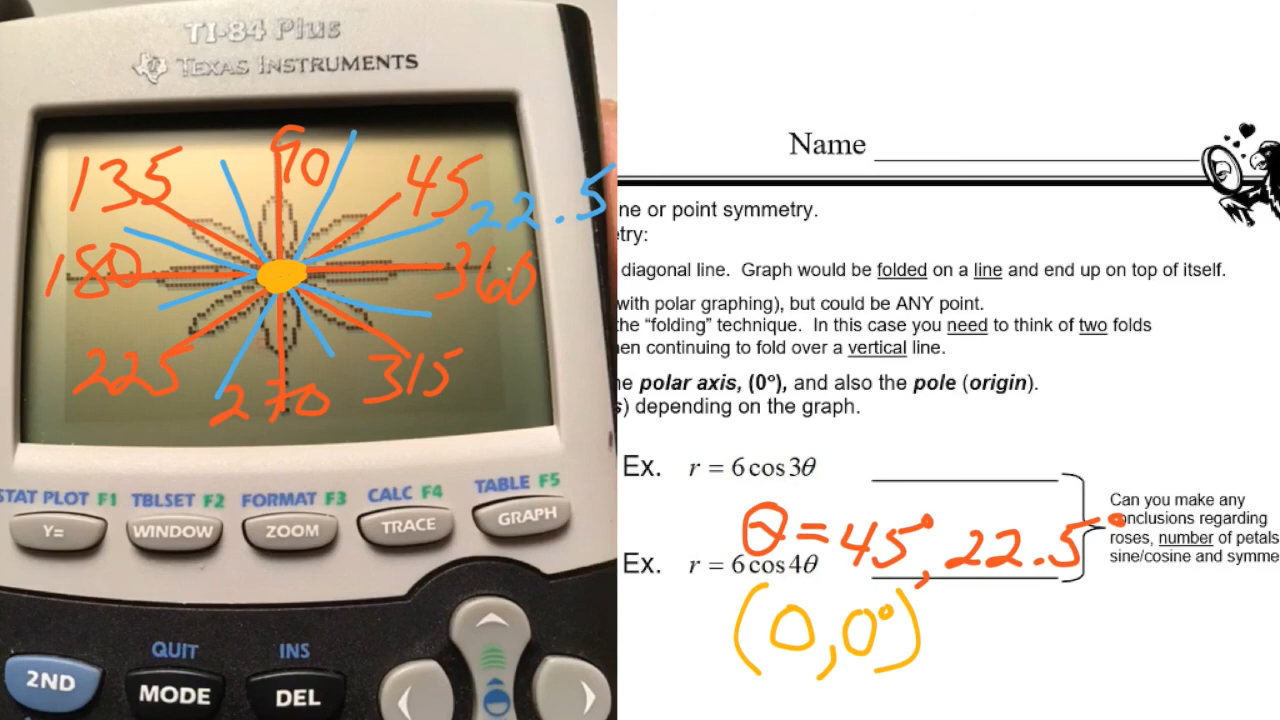 TI-84 Plus
TEXAS INSTRUMENTS
135
90
45
22.5
180
360
225
270
315
STAT PLOT F1 TBLSET F2 FORMAT F3 CALC F4 TABLE F5
Y= WINDOW ZOOM TRACE GRAPH
QUIT INS
2ND MODE DEL
Name
ne or point symmetry.
etry:
diagonal line. Graph would be folded on a line and end up on top of itself.
with polar graphing), but could be ANY point.
the “folding” technique. In this case you need to think of two folds
en continuing to fold over a vertical line.
e polar axis, (0°), and also the pole (origin).
s) depending on the graph.
Ex. r = 6 cos 3θ
Can you make any
onclusions regarding
roses, number of petals
sine/cosine and symme
θ = 45°, 22.5°
Ex. r = 6 cos 4θ
(0, 0°)